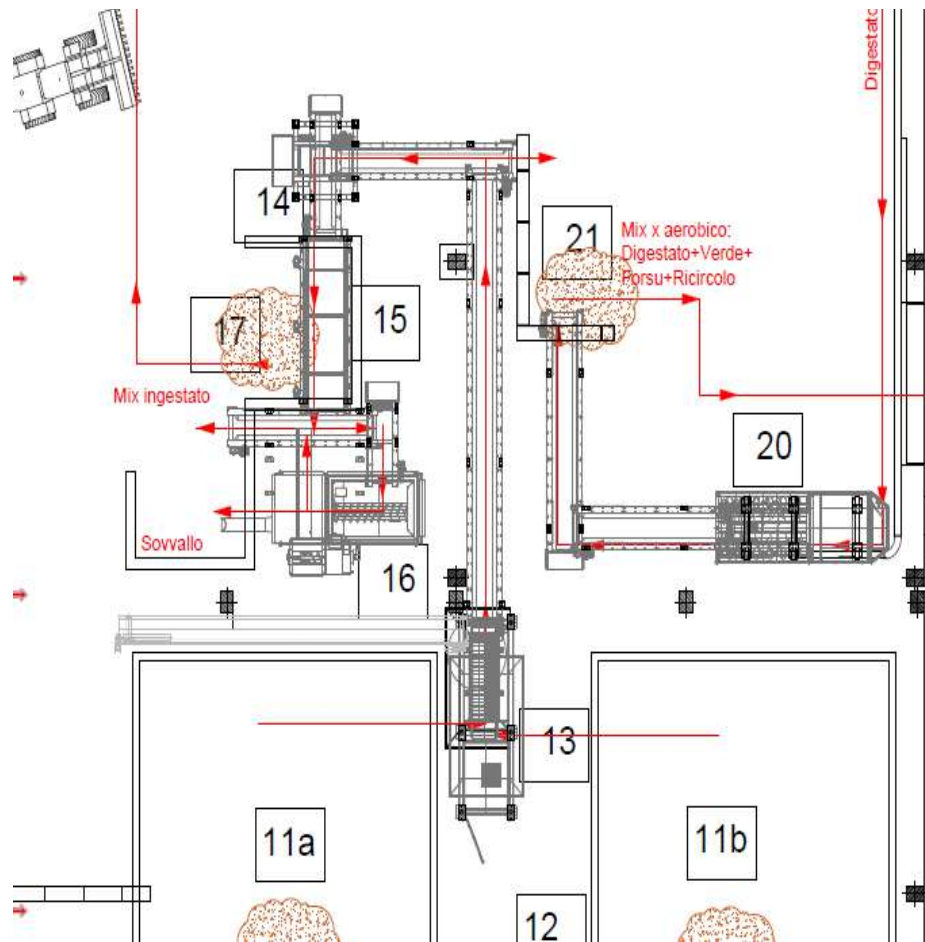 Digestato
14
21
Mix x aerobico:
Digestato+Verde+
Forsu+Ricircolo
17
15
Mix ingestato
20
Sovvallo
16
13
11a
11b
12